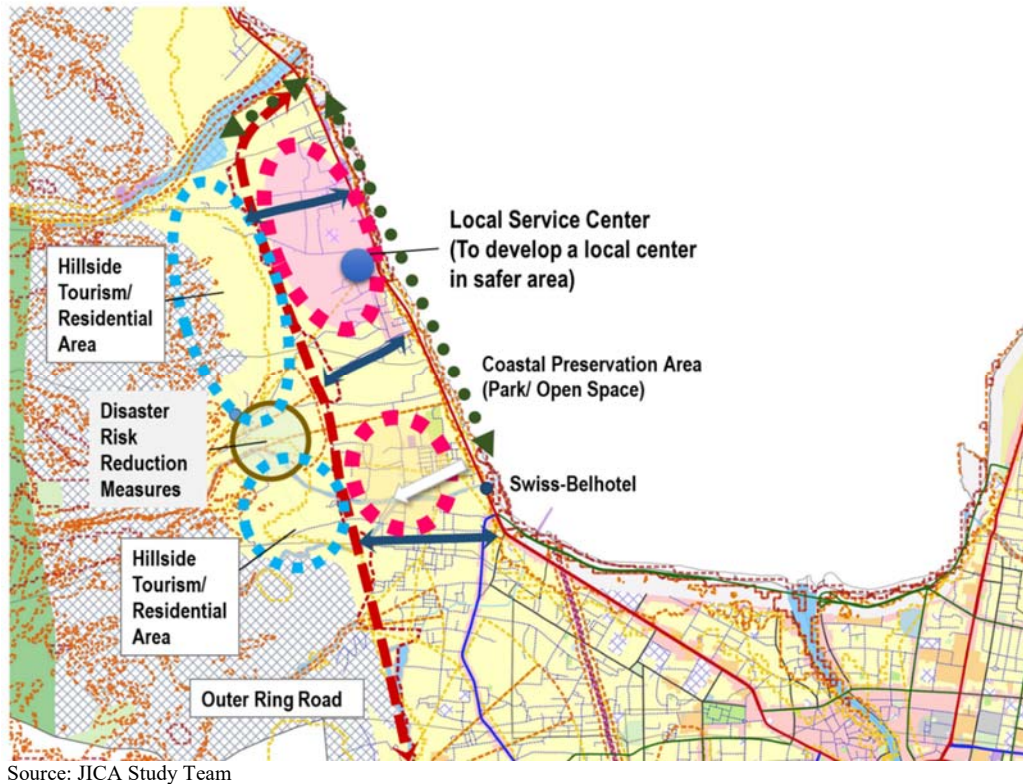 Local Service Center
(To develop a local center
in safer area)
Hillside
Tourism/
Residential
Area
Coastal Preservation Area
(Park/ Open Space)
Disaster
Risk
Reduction
Measures
Swiss-Belhotel
Hillside
Tourism/
Residential
Area
Outer Ring Road
Source: JICA Study Team